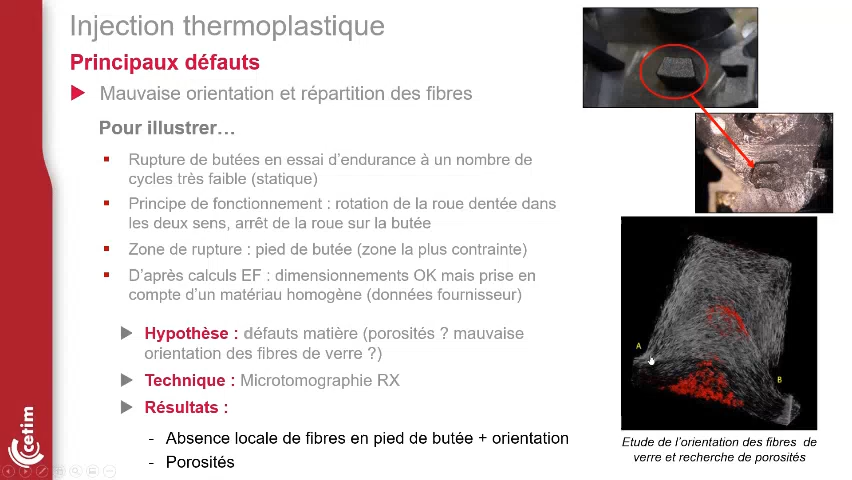 Injection thermoplastique
Principaux défauts
Mauvaise orientation et répartition des fibres
Pour illustrer…
Rupture de butées en essai d'endurance à un nombre de
cycles très faible (statique)
Principe de fonctionnement : rotation de la roue dentée dans
les deux sens, arrêt de la roue sur la butée
Zone de rupture : pied de butée (zone la plus contrainte)
D'après calculs EF : dimensionnements OK mais prise en
compte d'un matériau homogène (données fournisseur)
Hypothèse : défauts matière (porosités ? mauvaise
orientation des fibres de verre ?)
Technique : Microtomographie RX
Résultats :
- Absence locale de fibres en pied de butée + orientation
- Porosités
A
B
Etude de l'orientation des fibres de
verre et recherche de porosités
cetim